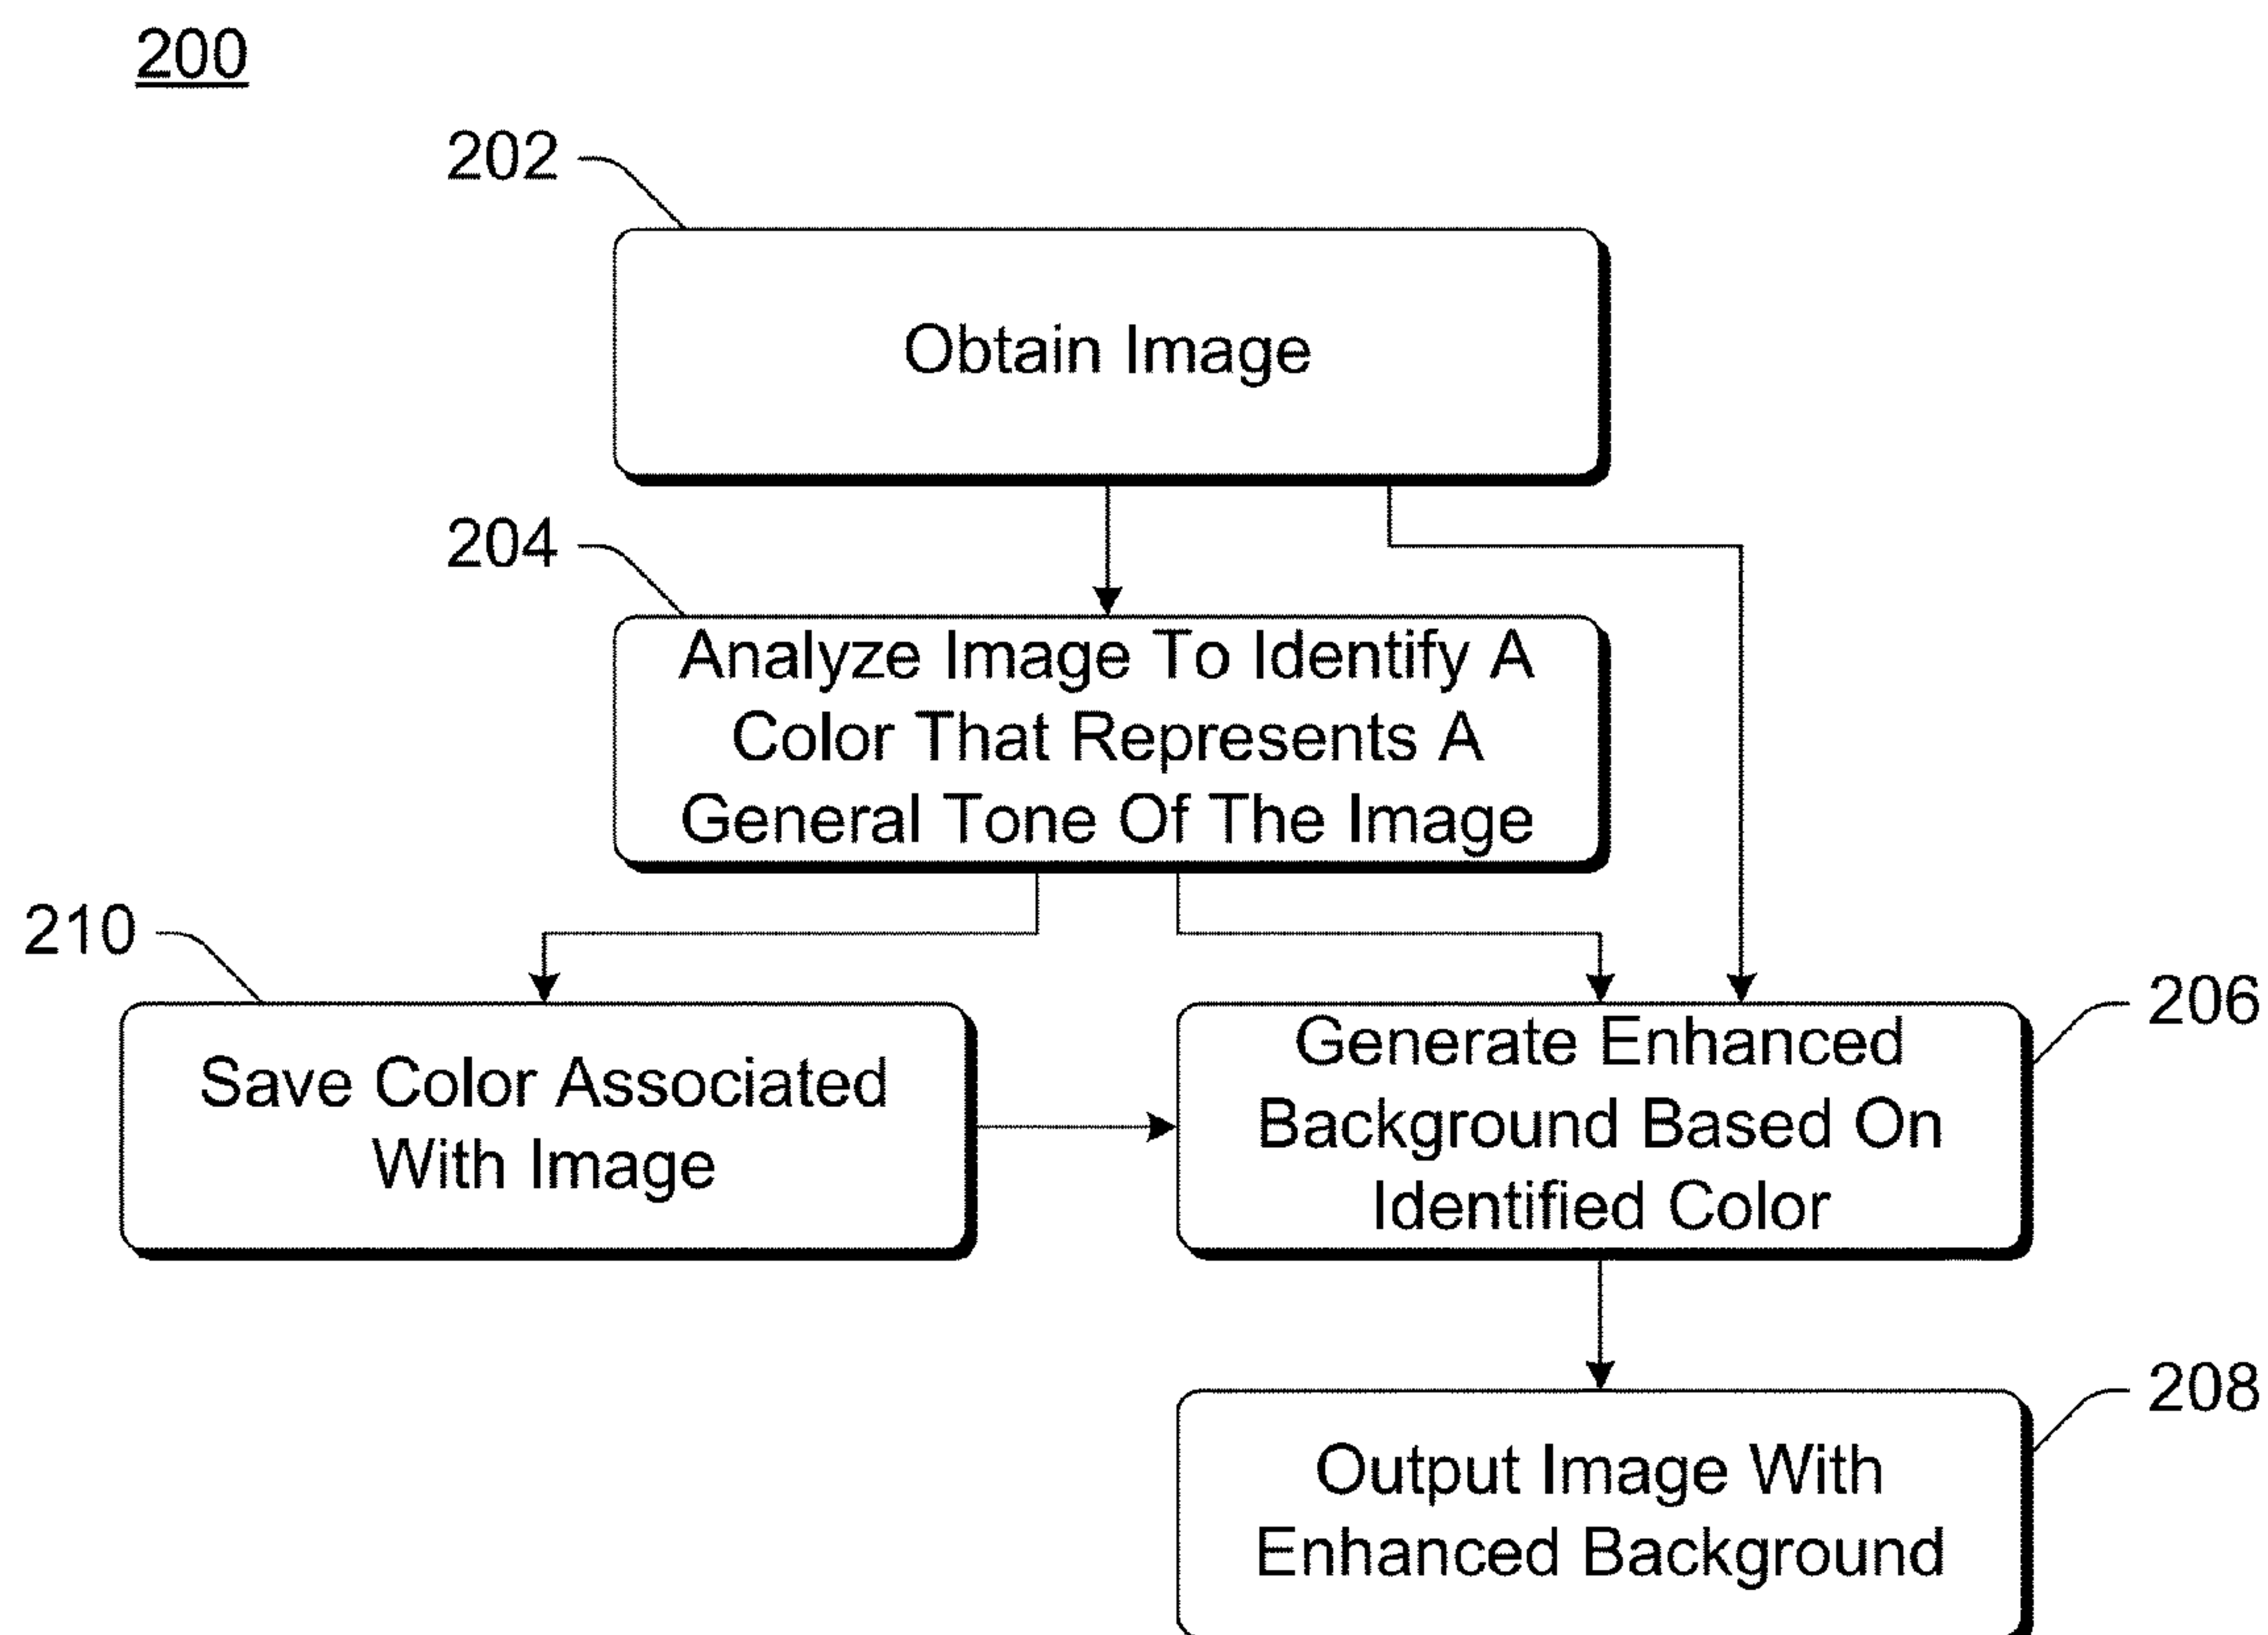 200
202
Obtain Image
204
Analyze Image To Identify A
Color That Represents A
General Tone Of The Image
210
Save Color Associated
With Image
206
Generate Enhanced
Background Based On
Identified Color
208
Output Image With
Enhanced Background